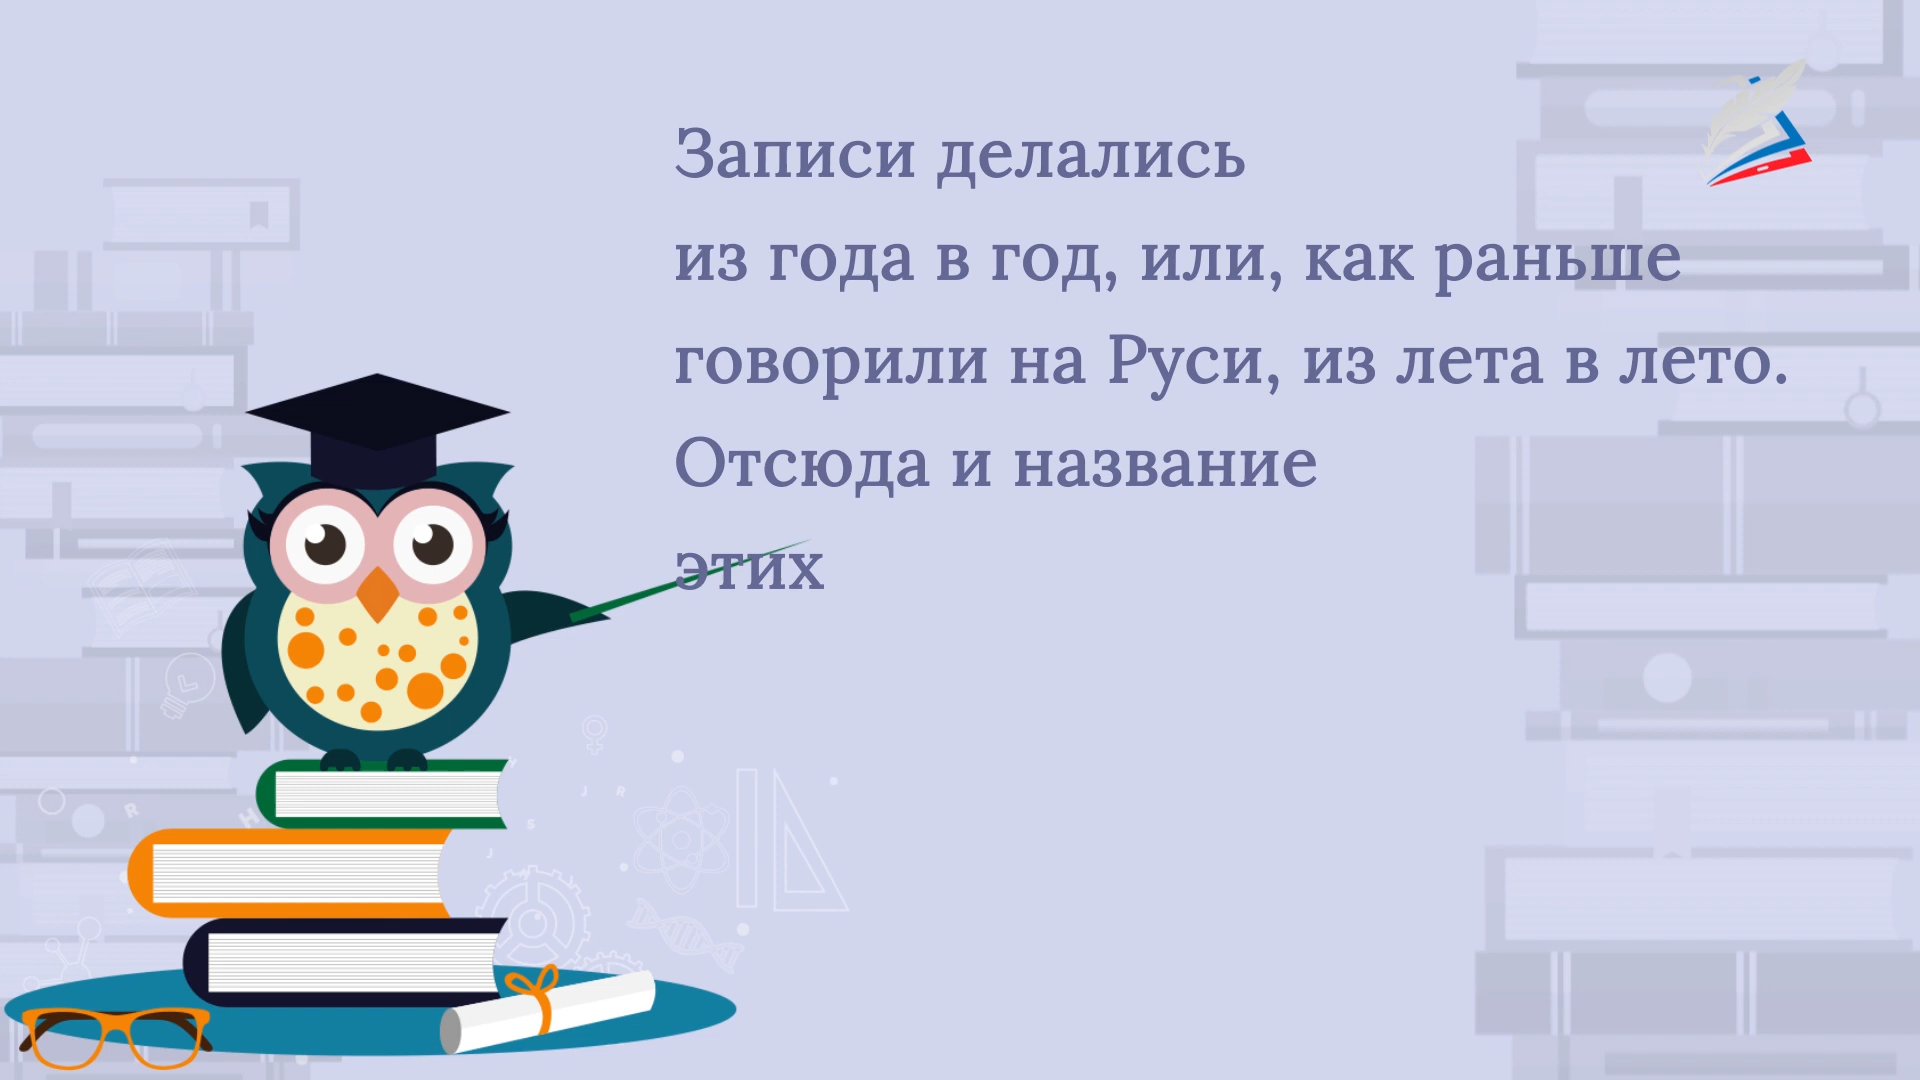 Записи делались
из года в год, или, как раньше
говорили на Руси, из лета в лето.
Отсюда и название
этих